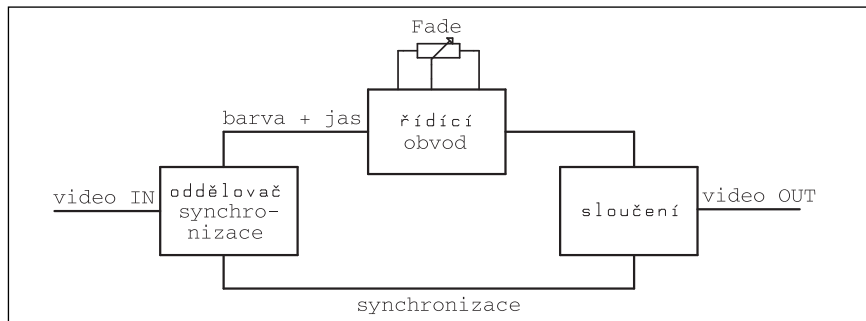 Fade
barva + jas
řídící
obvod
video IN
oddělovač
synchro-
nizace
sloučení
video OUT
synchronizace